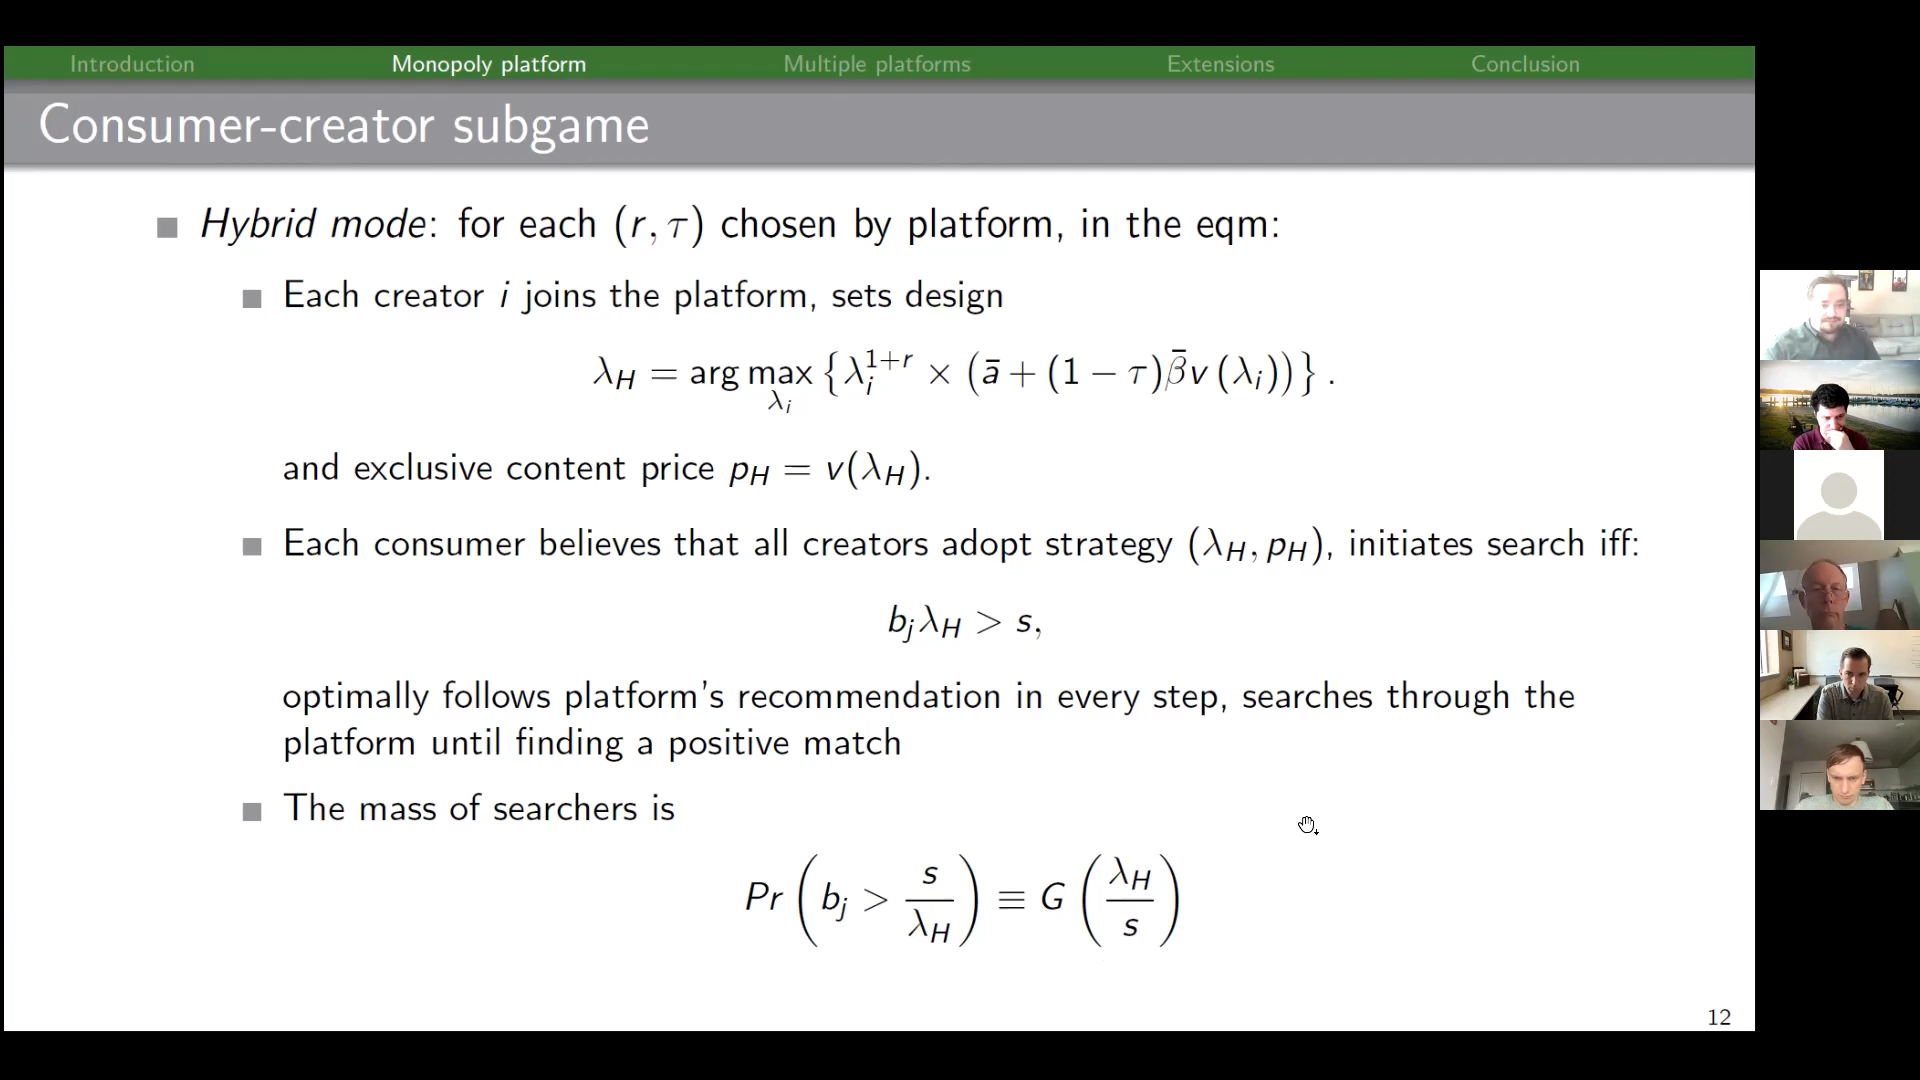 Introduction Monopoly platform Multiple platforms Extensions Conclusion
Consumer-creator subgame
Hybrid mode: for each (r, τ) chosen by platform, in the eqm:
Each creator i joins the platform, sets design
λ_H = arg max_{λ_i} { λ_i^{1+r} × (ā + (1 − τ)β̄v (λ_i)) } .
and exclusive content price p_H = v(λ_H).
Each consumer believes that all creators adopt strategy (λ_H, p_H), initiates search iff:
b_j λ_H > s,
optimally follows platform's recommendation in every step, searches through the
platform until finding a positive match
The mass of searchers is
Pr ( b_j > s/λ_H ) ≡ G ( λ_H/s )
12